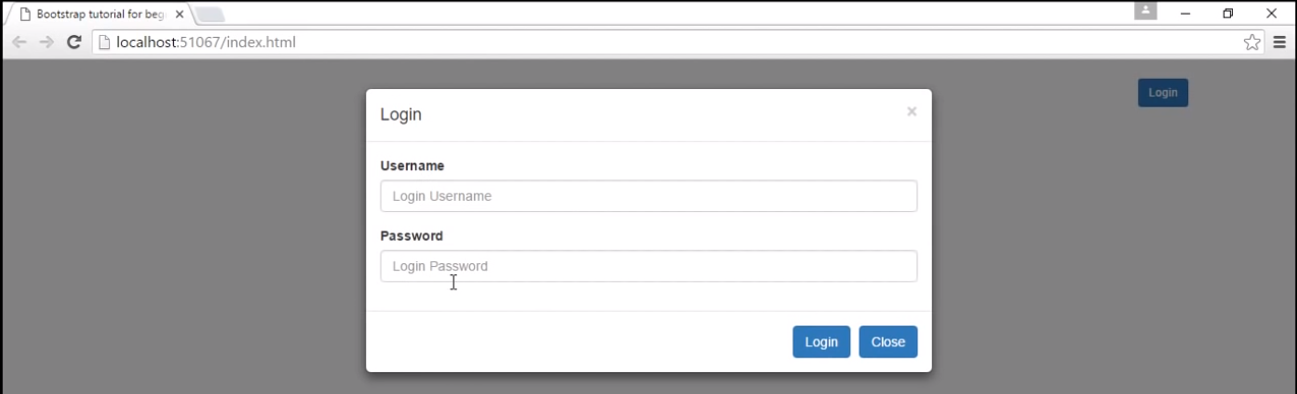 Bootstrap tutorial for beg
localhost:51067/index.html
Login
Login
Username
Login Username
Password
Login Password
Login Close